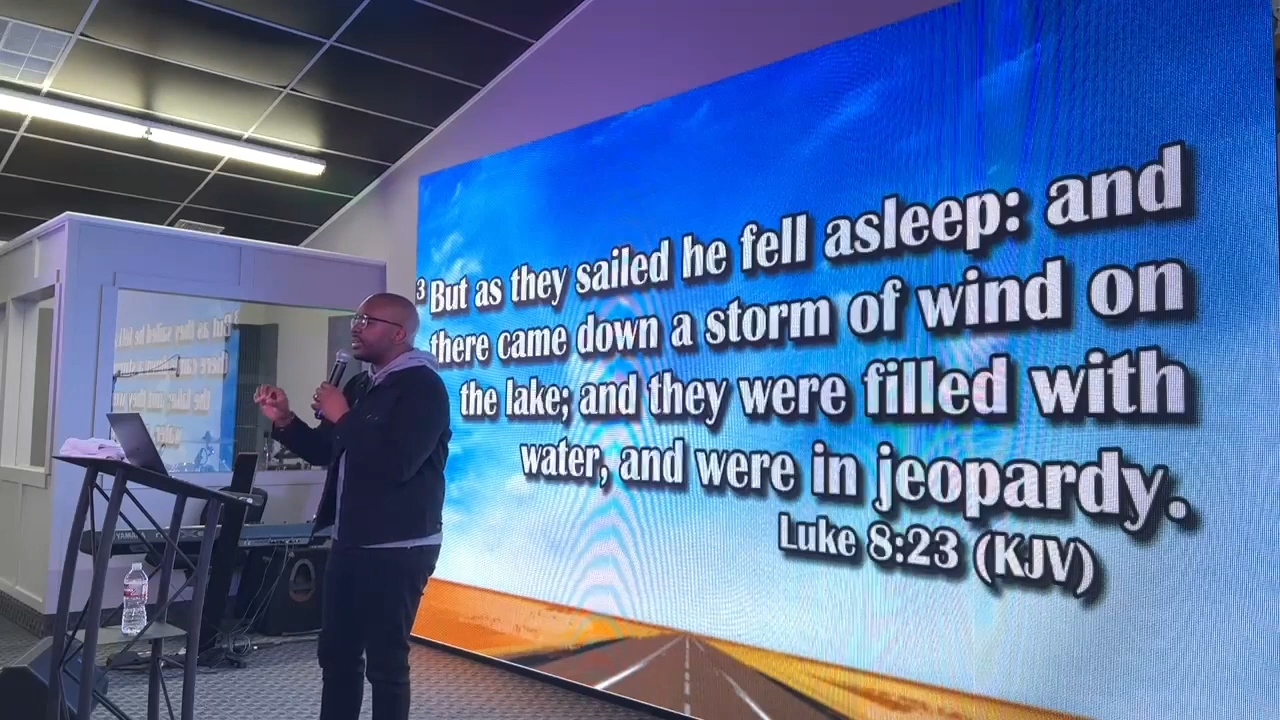 3 But as they sailed he fell asleep: and
there came down a storm of wind on
the lake; and they were filled with
water, and were in jeopardy.
Luke 8:23 (KJV)
YAMAHA